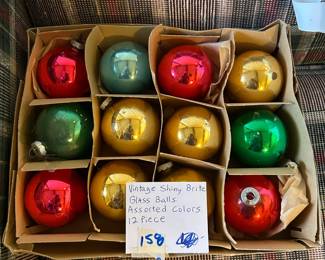 Vintage Shiny Brite
Glass Balls
Assorted Colors
12 Piece
158